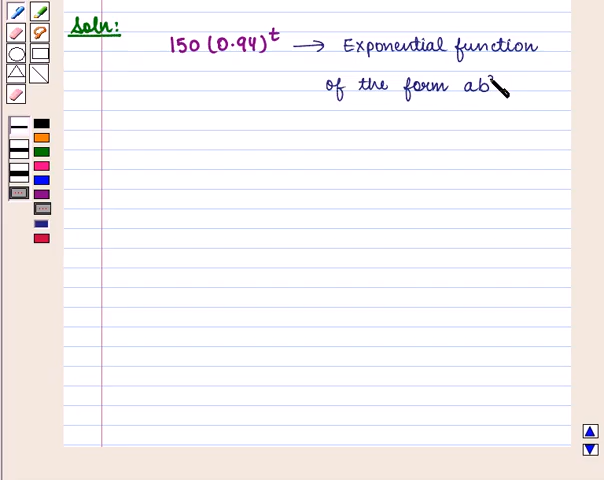 Soln:
150 (0.94)^t → Exponential function
of the form ab